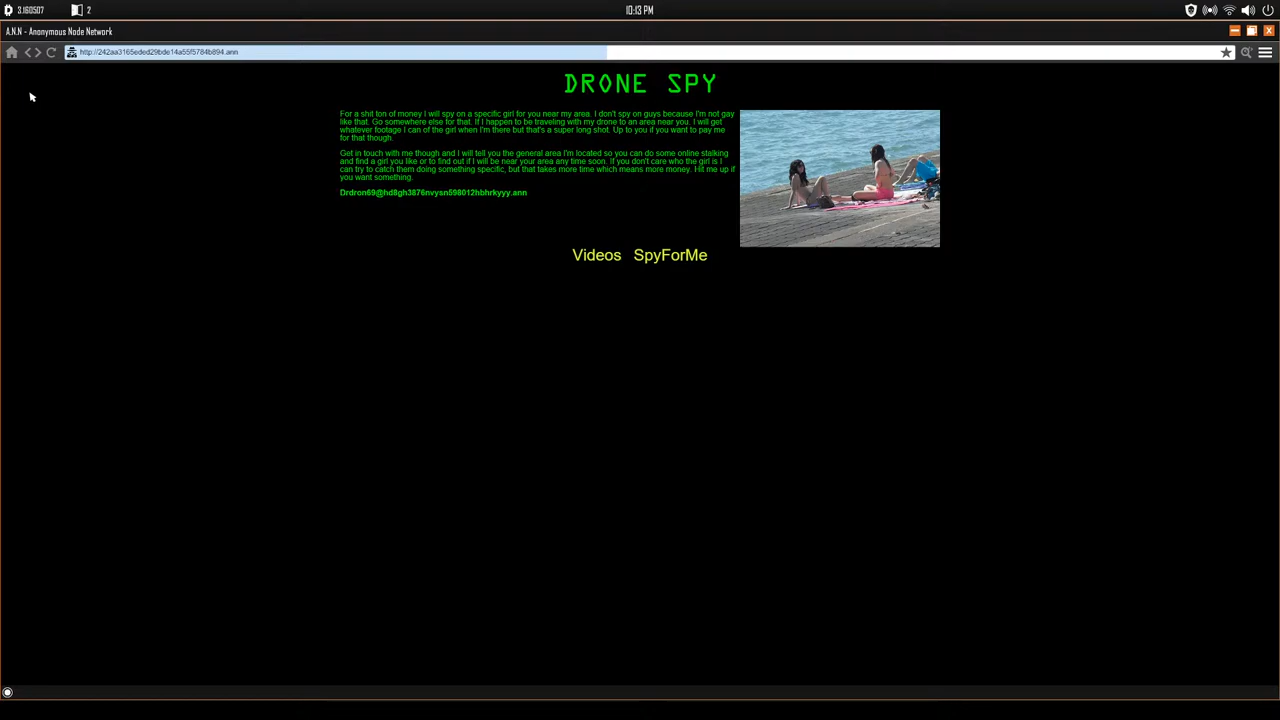 3.160507
2
10:13 PM
A.N.N - Anonymous Node Network
http://242aa3165eded29bde14a55f5784b894.ann
DRONE SPY
For a shit ton of money I will spy on a specific girl for you near my area. I don't spy on guys because I'm not gay
like that. Go somewhere else for that. If I happen to be traveling with my drone to an area near you. I will get
whatever footage I can of the girl when I'm there but that's a super long shot. Up to you if you want to pay me
for that though.
Get in touch with me though and I will tell you the general area I'm located so you can do some online stalking
and find a girl you like or to find out if I will be near your area any time soon. If you don't care who the girl is I
can try to catch them doing something specific, but that takes more time which means more money. Hit me up if
you want something.
Drdron69@hd8gh3876nvysn598012hbhrkyyy.ann
Videos SpyForMe